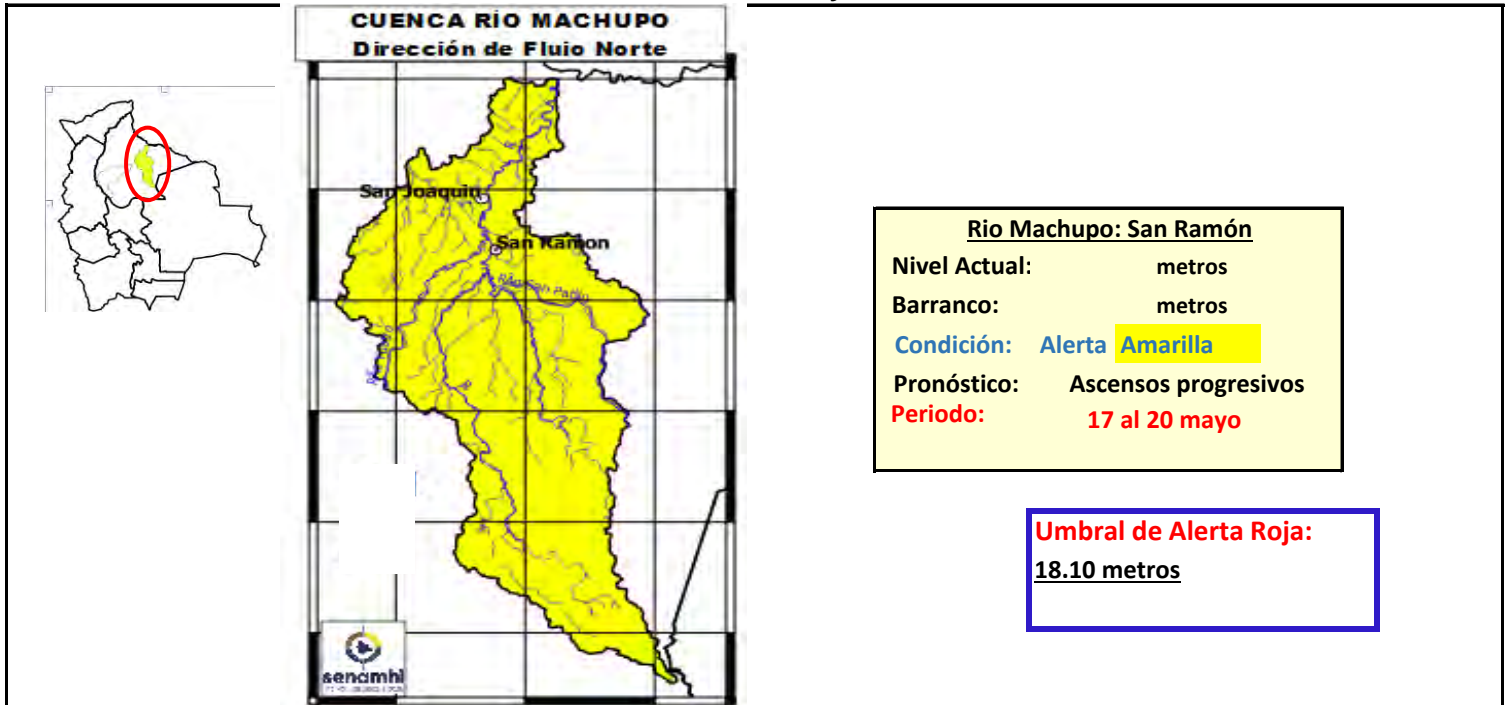 CUENCA RIO MACHUPO
Dirección de Fluio Norte
San Joaquin
San Ramon
senamhi
Rio Machupo: San Ramón
Nivel Actual: metros
Barranco: metros
Condición: Alerta Amarilla
Pronóstico: Ascensos progresivos
Periodo: 17 al 20 mayo
Umbral de Alerta Roja:
18.10 metros